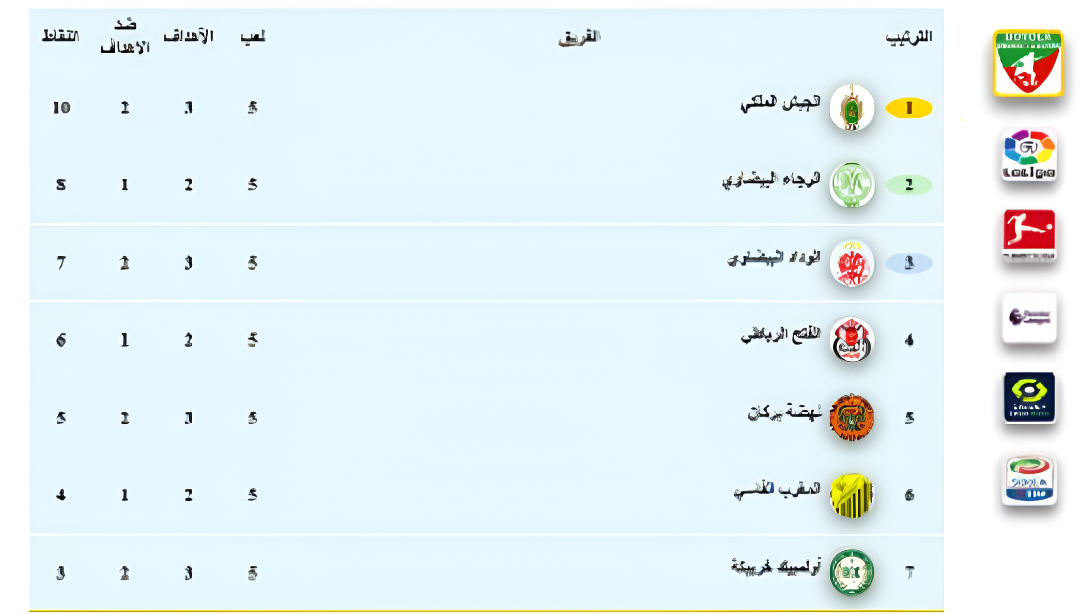 الترتيب الفريق لعب الأهداف ضد الاهداف النقاط
1 الجيش الملكي 5 3 2 10
2 الرجاء البيضاوي 5 2 1 8
3 الوداد البيضاوي 5 3 2 7
4 الفتح الرباطي 5 2 1 6
5 نهضة بركان 5 3 2 5
6 المغرب الفاسي 5 2 1 4
7 أولمبيك خريبكة 5 3 2 3
BOTOLA
LaLiga